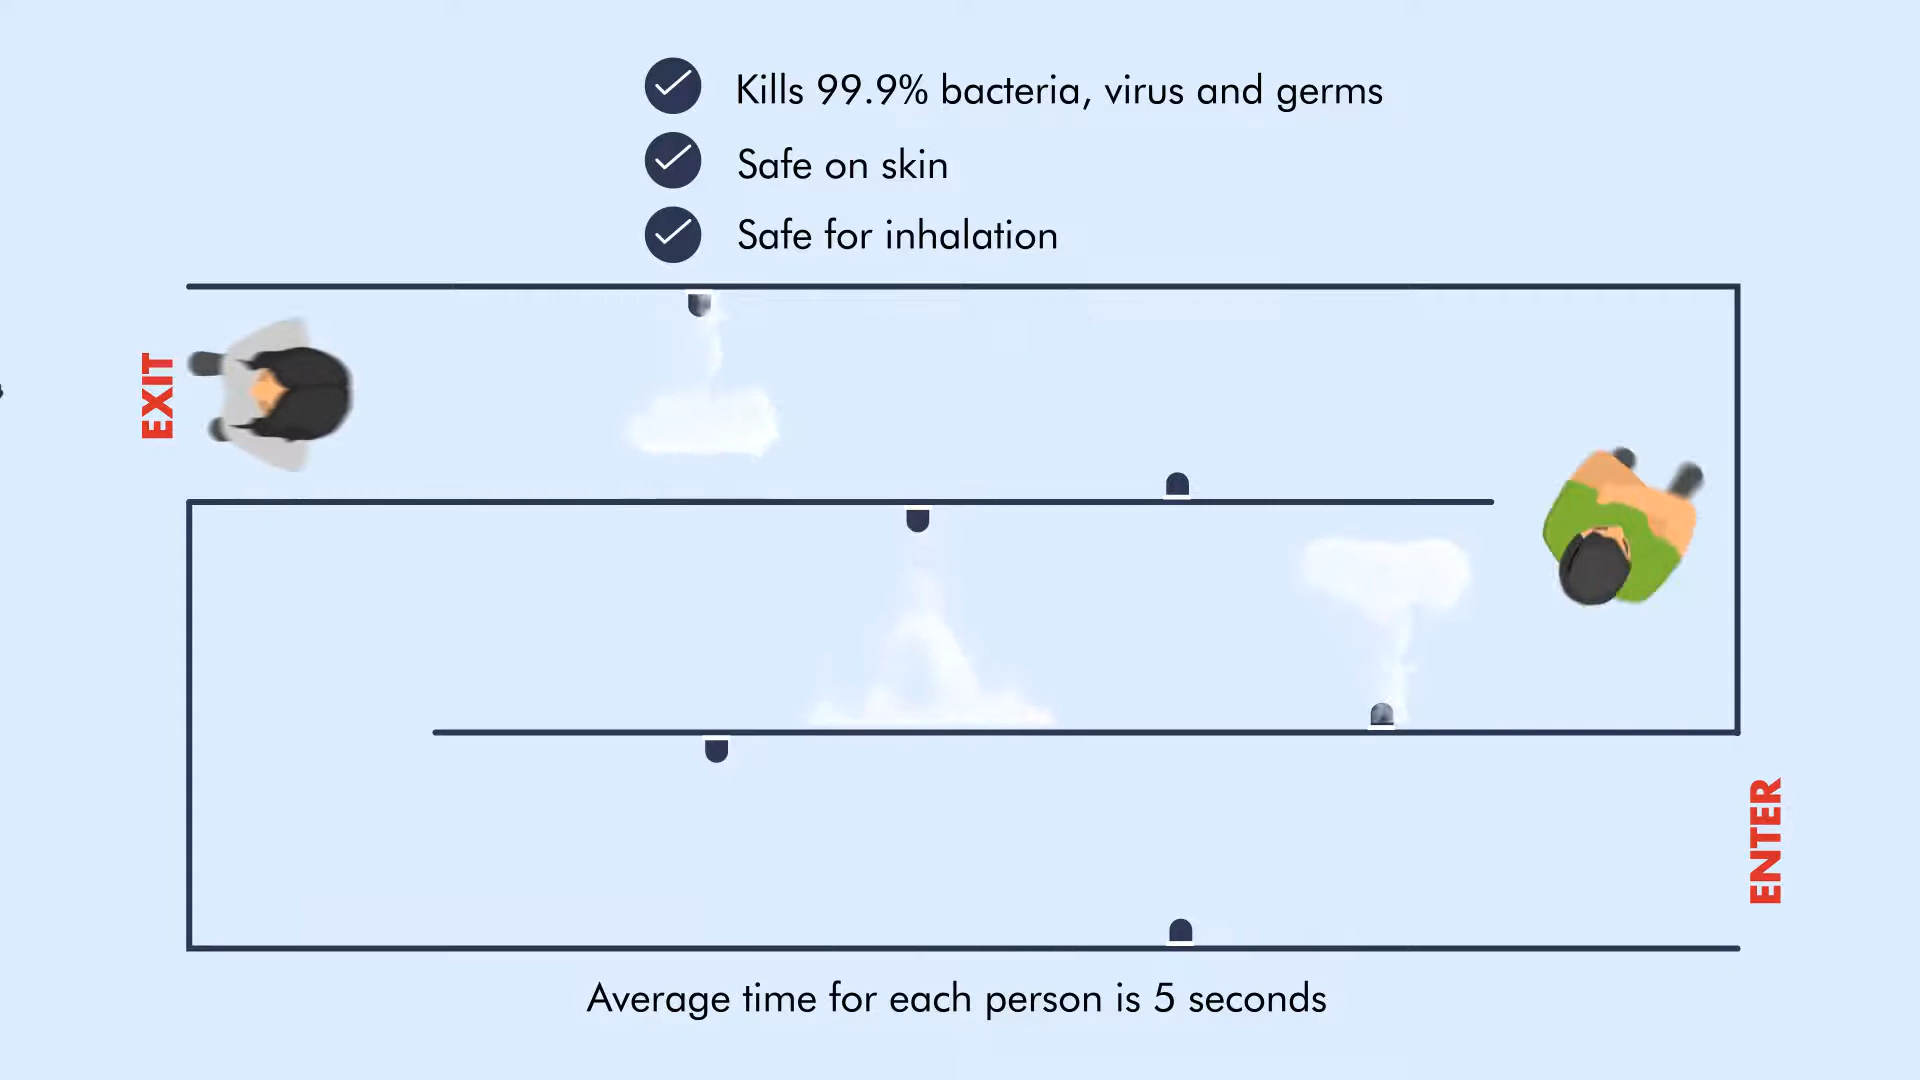 Kills 99.9% bacteria, virus and germs
Safe on skin
Safe for inhalation
EXIT
ENTER
Average time for each person is 5 seconds